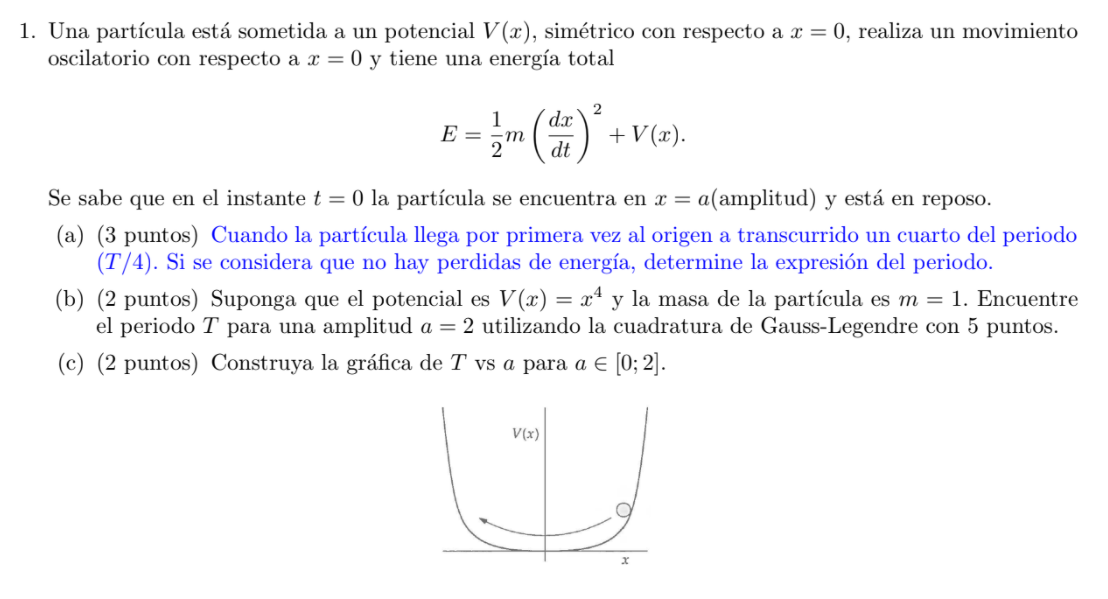 1. Una partícula está sometida a un potencial V(x), simétrico con respecto a x = 0, realiza un movimiento
oscilatorio con respecto a x = 0 y tiene una energía total
E = \frac{1}{2}m\left(\frac{dx}{dt}\right)^2 + V(x).
Se sabe que en el instante t = 0 la partícula se encuentra en x = a(amplitud) y está en reposo.
(a) (3 puntos) Cuando la partícula llega por primera vez al origen a transcurrido un cuarto del periodo
(T/4). Si se considera que no hay perdidas de energía, determine la expresión del periodo.
(b) (2 puntos) Suponga que el potencial es V(x) = x⁴ y la masa de la partícula es m = 1. Encuentre
el periodo T para una amplitud a = 2 utilizando la cuadratura de Gauss-Legendre con 5 puntos.
(c) (2 puntos) Construya la gráfica de T vs a para a ∈ [0; 2].
V(x)
x